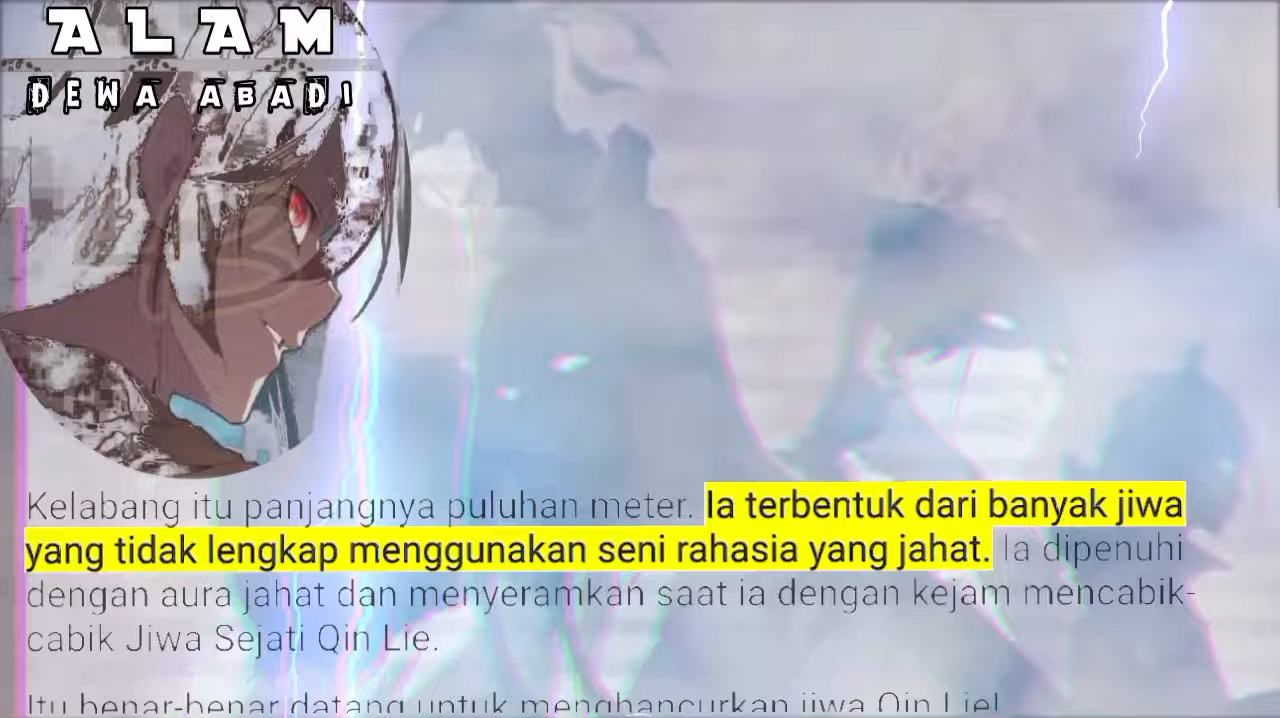 ALAM
DEWA ABADI
Kelabang itu panjangnya puluhan meter. Ia terbentuk dari banyak jiwa
yang tidak lengkap menggunakan seni rahasia yang jahat. Ia dipenuhi
dengan aura jahat dan menyeramkan saat ia dengan kejam mencabik-
cabik Jiwa Sejati Qin Lie.
Itu benar-benar datang untuk menghancurkan jiwa Qin Lie!